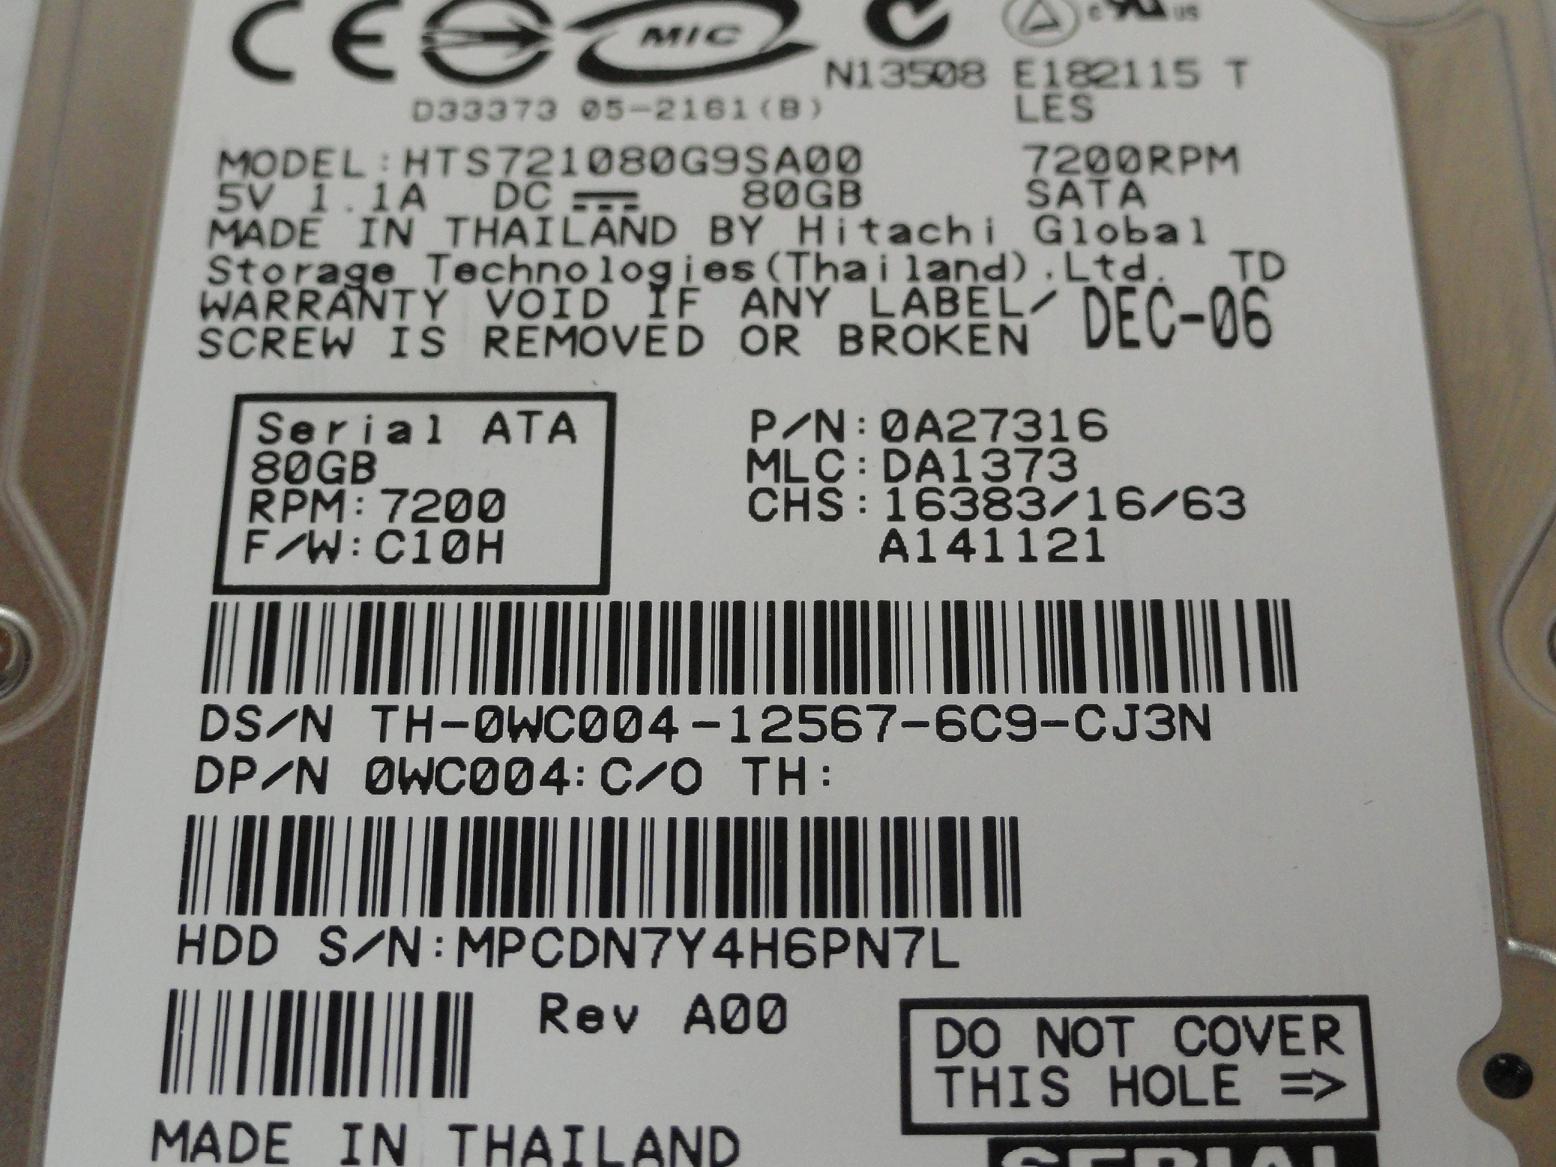 CE MIC c UL US
N13508 E182115 T
D33373 05-2161(B) LES
MODEL:HTS721080G9SA00 7200RPM
5V 1.1A DC 80GB SATA
MADE IN THAILAND BY Hitachi Global
Storage Technologies(Thailand).Ltd. TD
WARRANTY VOID IF ANY LABEL/ DEC-06
SCREW IS REMOVED OR BROKEN
Serial ATA
80GB
RPM:7200
F/W:C10H
P/N:0A27316
MLC:DA1373
CHS:16383/16/63
A141121
DS/N TH-0WC004-12567-6C9-CJ3N
DP/N 0WC004:C/O TH:
HDD S/N:MPCDN7Y4H6PN7L
Rev A00
DO NOT COVER
THIS HOLE =>
MADE IN THAILAND
SERIAL